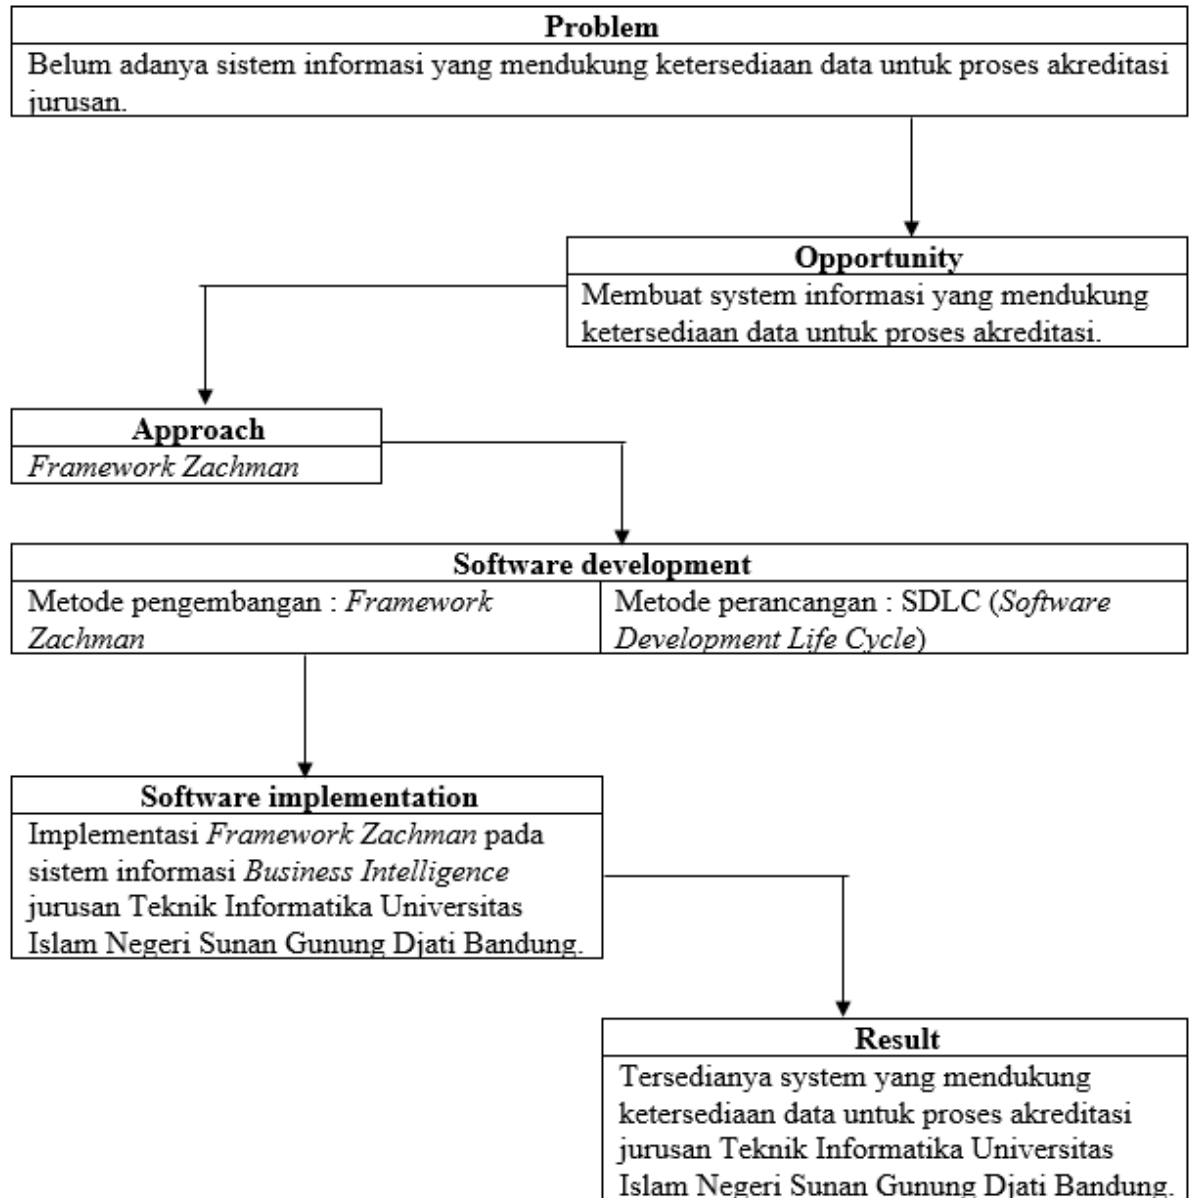 Problem
Belum adanya sistem informasi yang mendukung ketersediaan data untuk proses akreditasi
jurusan.
Opportunity
Membuat system informasi yang mendukung
ketersediaan data untuk proses akreditasi.
Approach
Framework Zachman
Software development
Metode pengembangan : Framework
Zachman
Metode perancangan : SDLC (Software
Development Life Cycle)
Software implementation
Implementasi Framework Zachman pada
sistem informasi Business Intelligence
jurusan Teknik Informatika Universitas
Islam Negeri Sunan Gunung Djati Bandung.
Result
Tersedianya system yang mendukung
ketersediaan data untuk proses akreditasi
jurusan Teknik Informatika Universitas
Islam Negeri Sunan Gunung Djati Bandung.